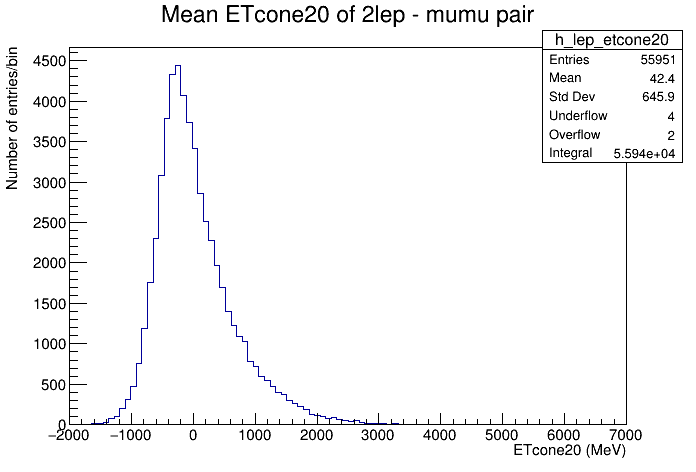 Mean ETcone20 of 2lep - mumu pair
h_lep_etcone20
Entries 55951
Mean 42.4
Std Dev 645.9
Underflow 4
Overflow 2
Integral 5.594e+04
Number of entries/bin
4500
4000
3500
3000
2500
2000
1500
1000
500
0
−2000 −1000 0 1000 2000 3000 4000 5000 6000 7000
ETcone20 (MeV)